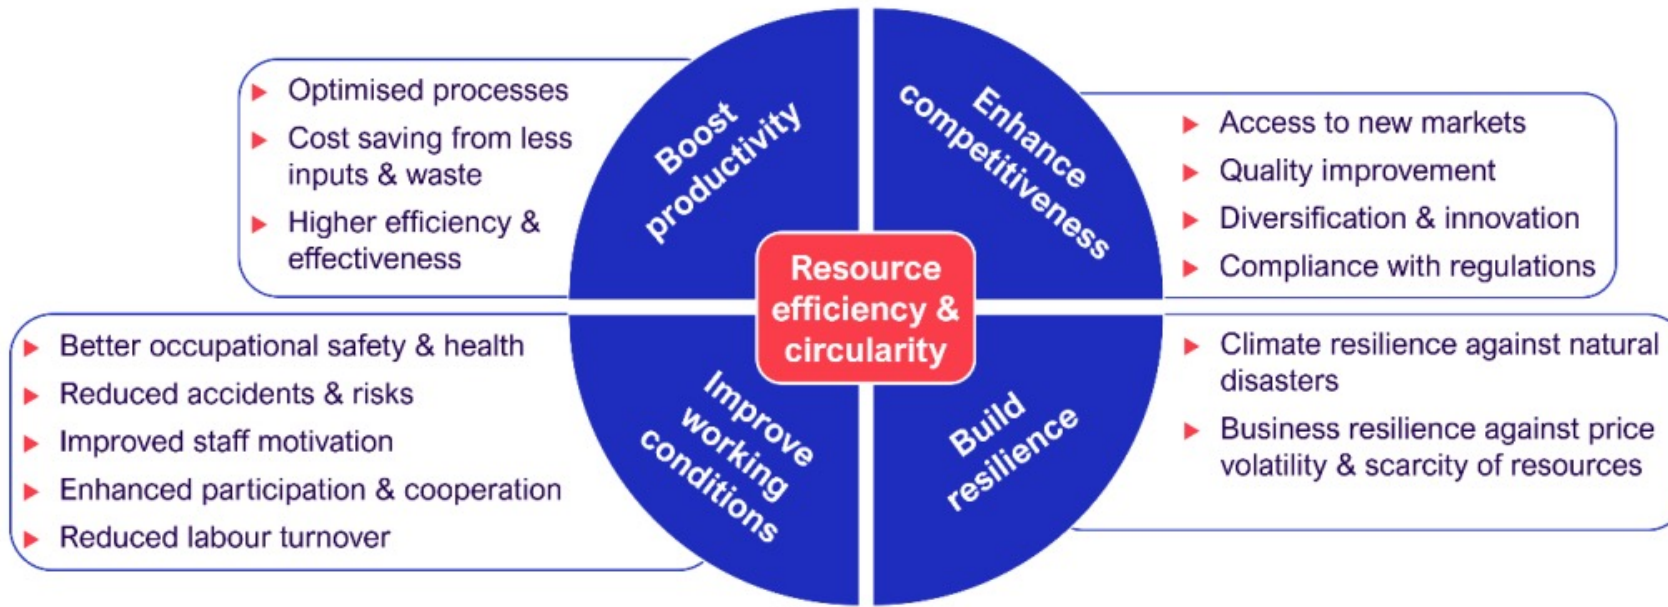 Optimised processes
Cost saving from less
inputs & waste
Higher efficiency &
effectiveness
Boost
productivity
Enhance
competitiveness
Access to new markets
Quality improvement
Diversification & innovation
Compliance with regulations
Resource
efficiency &
circularity
Better occupational safety & health
Reduced accidents & risks
Improved staff motivation
Enhanced participation & cooperation
Reduced labour turnover
Improve
working
conditions
Build
resilience
Climate resilience against natural
disasters
Business resilience against price
volatility & scarcity of resources